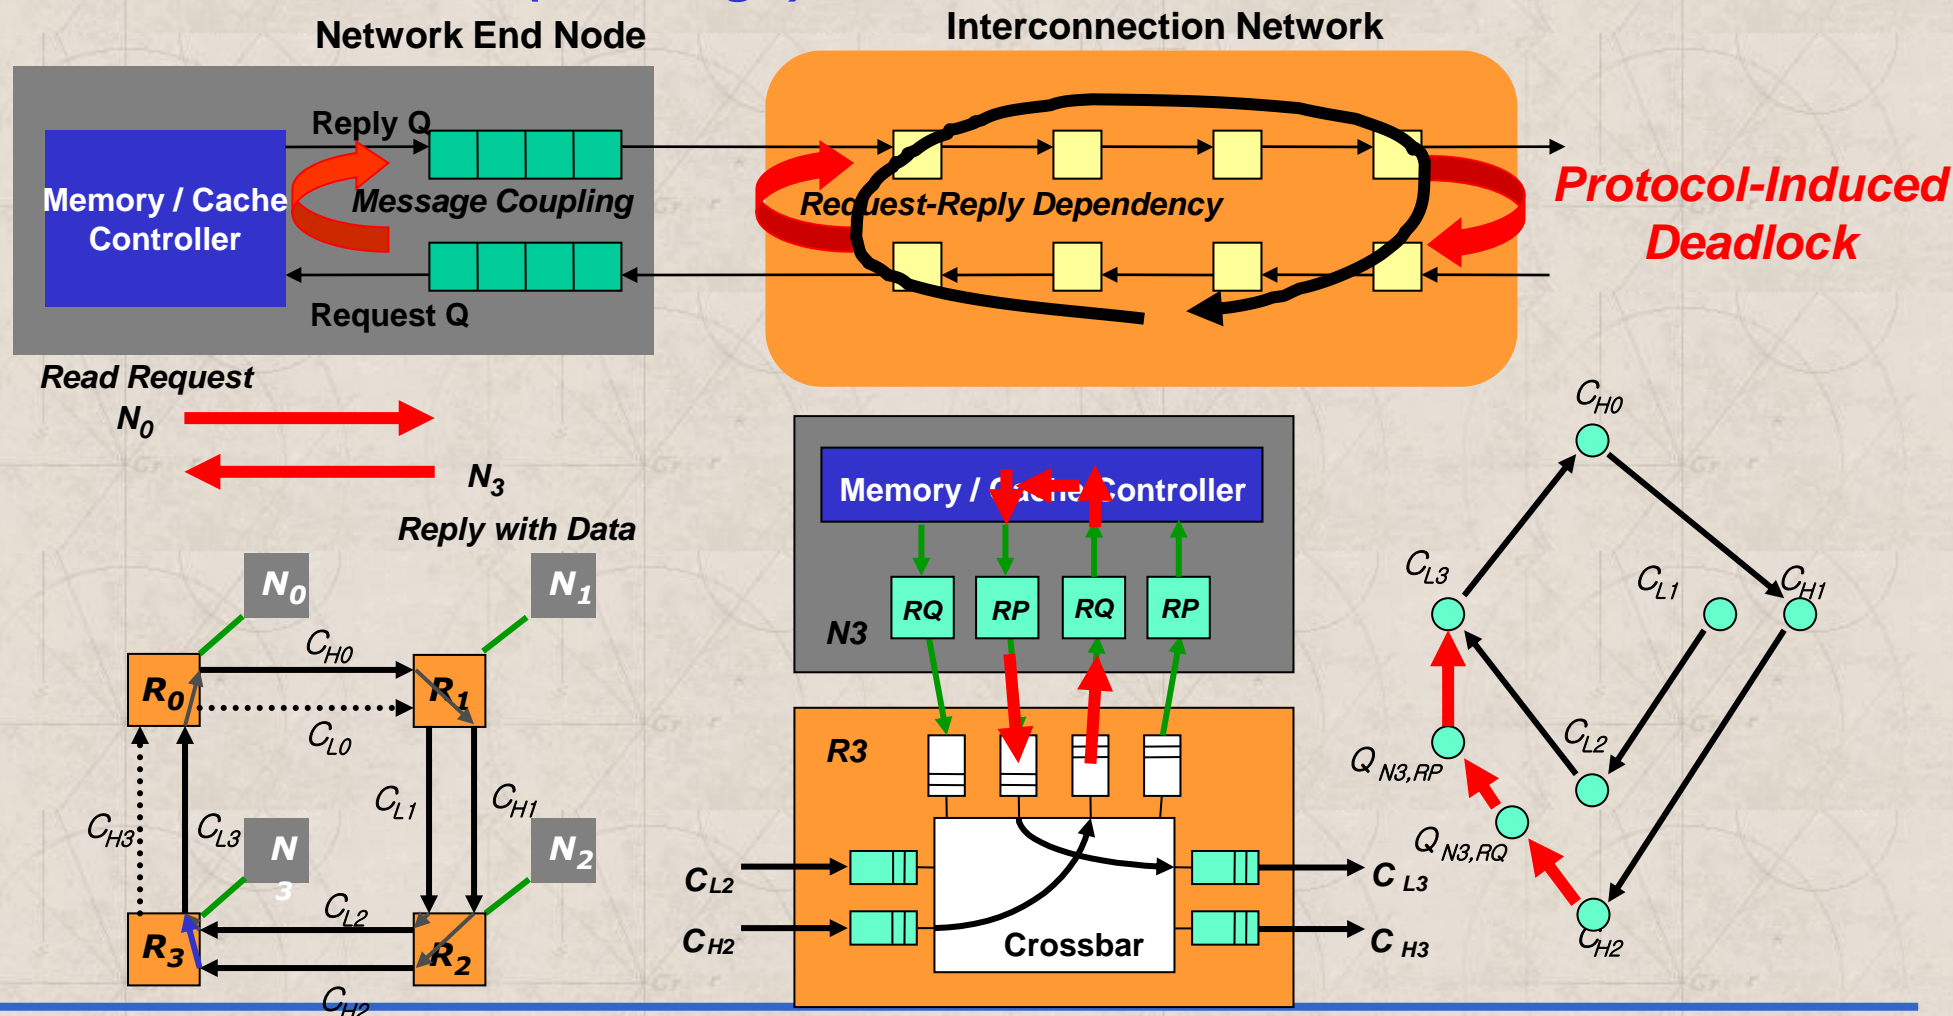 Network End Node
Interconnection Network
Reply Q
Memory / Cache
Controller
Message Coupling
Request Q
Request-Reply Dependency
Protocol-Induced
Deadlock
Read Request
N0
N3
Reply with Data
N0
N1
CH0
R0
R1
CL0
CL1
CH1
CH3
CL3
N
3
N2
CL2
R3
R2
CH2
Memory / Cache Controller
RQ
RP
RQ
RP
N3
R3
CL2
CH2
Crossbar
C L3
C H3
CH0
CL3
CL1
CH1
CL2
Q N3,RP
Q N3,RQ
CH2